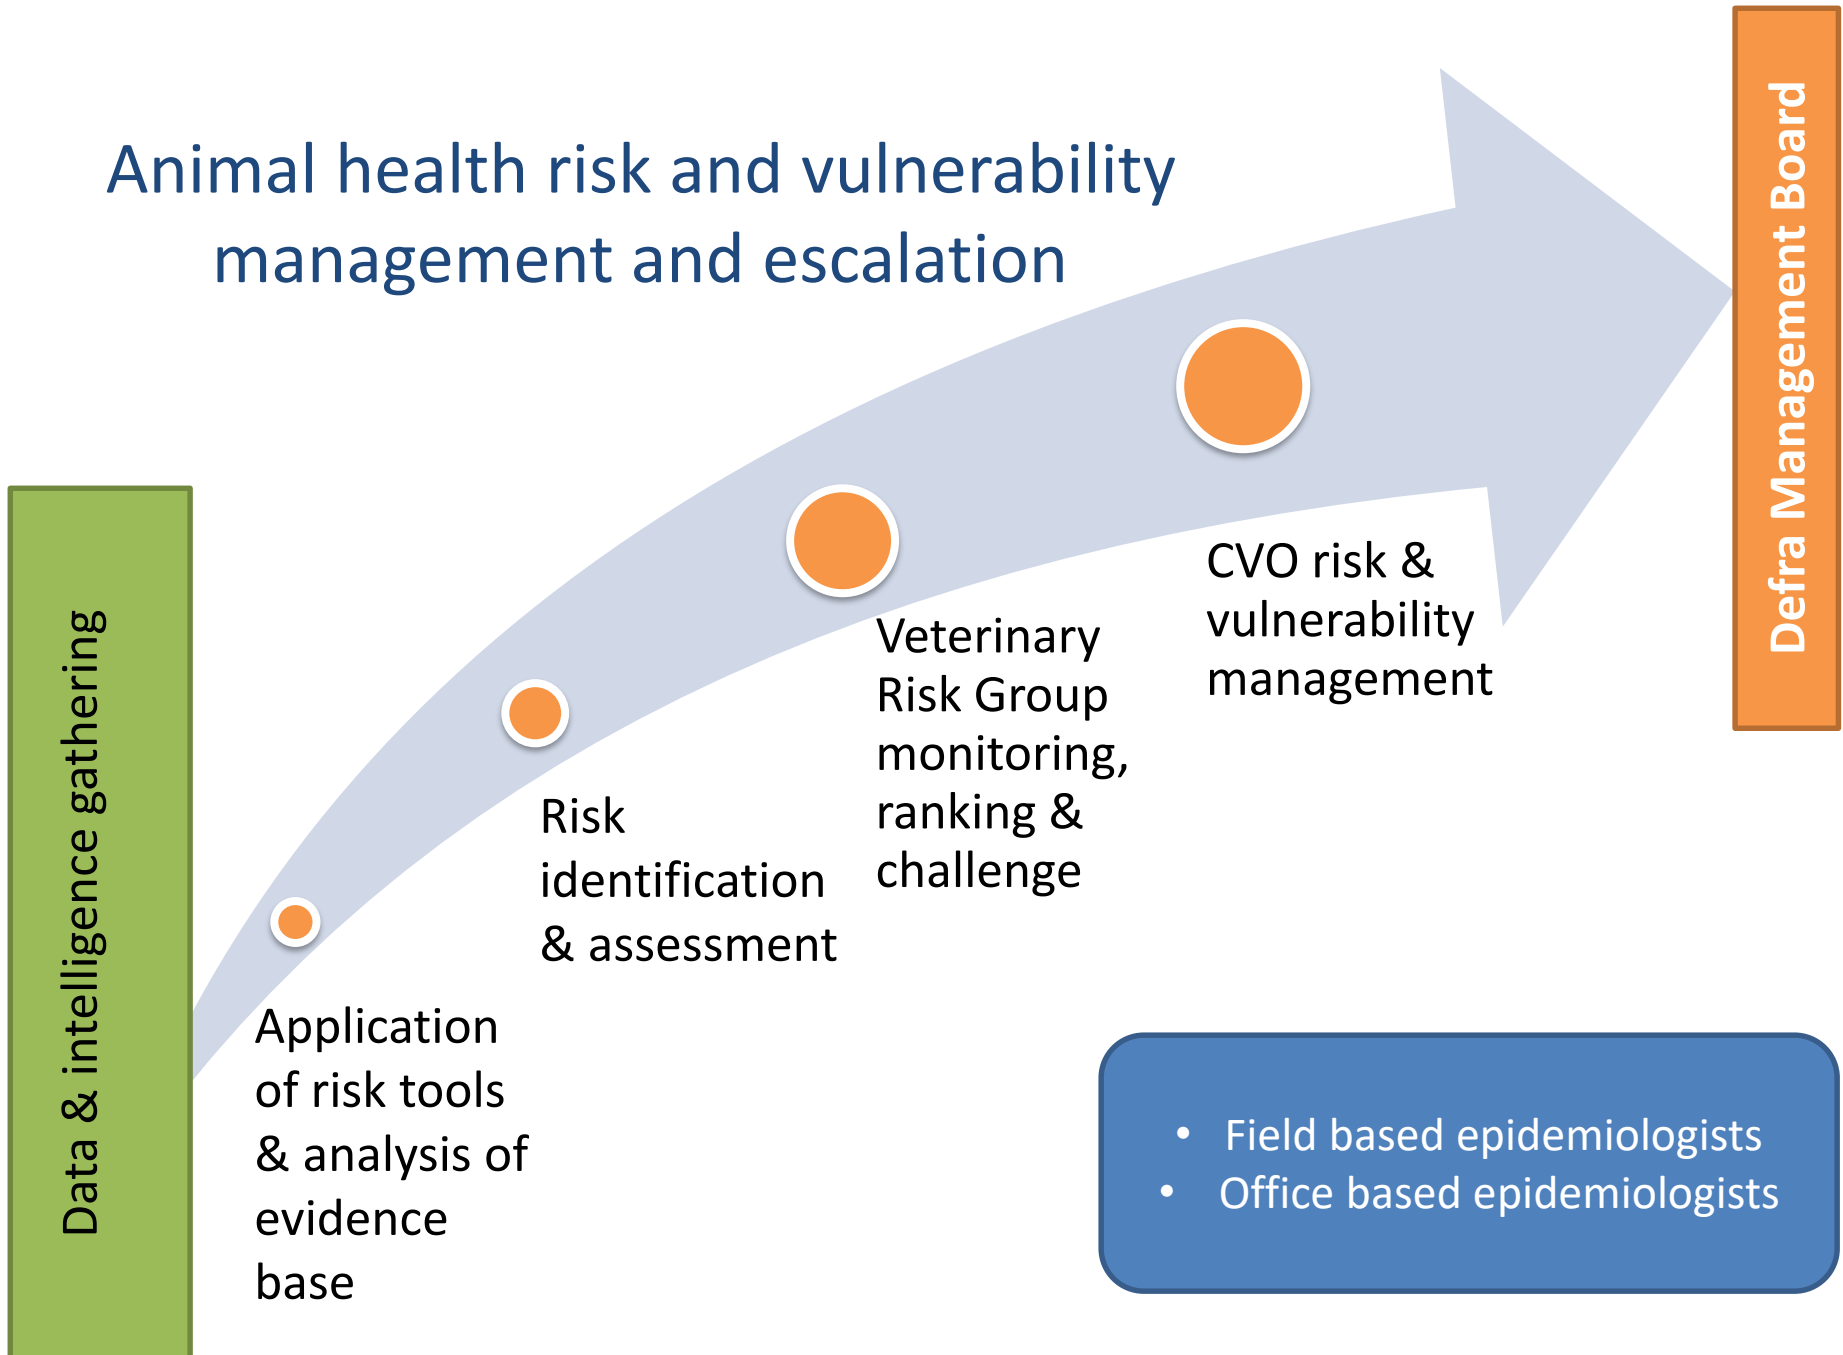 Animal health risk and vulnerability
management and escalation
Data & intelligence gathering
Application
of risk tools
& analysis of
evidence
base
Risk
identification
& assessment
Veterinary
Risk Group
monitoring,
ranking &
challenge
CVO risk &
vulnerability
management
Defra Management Board
• Field based epidemiologists
• Office based epidemiologists